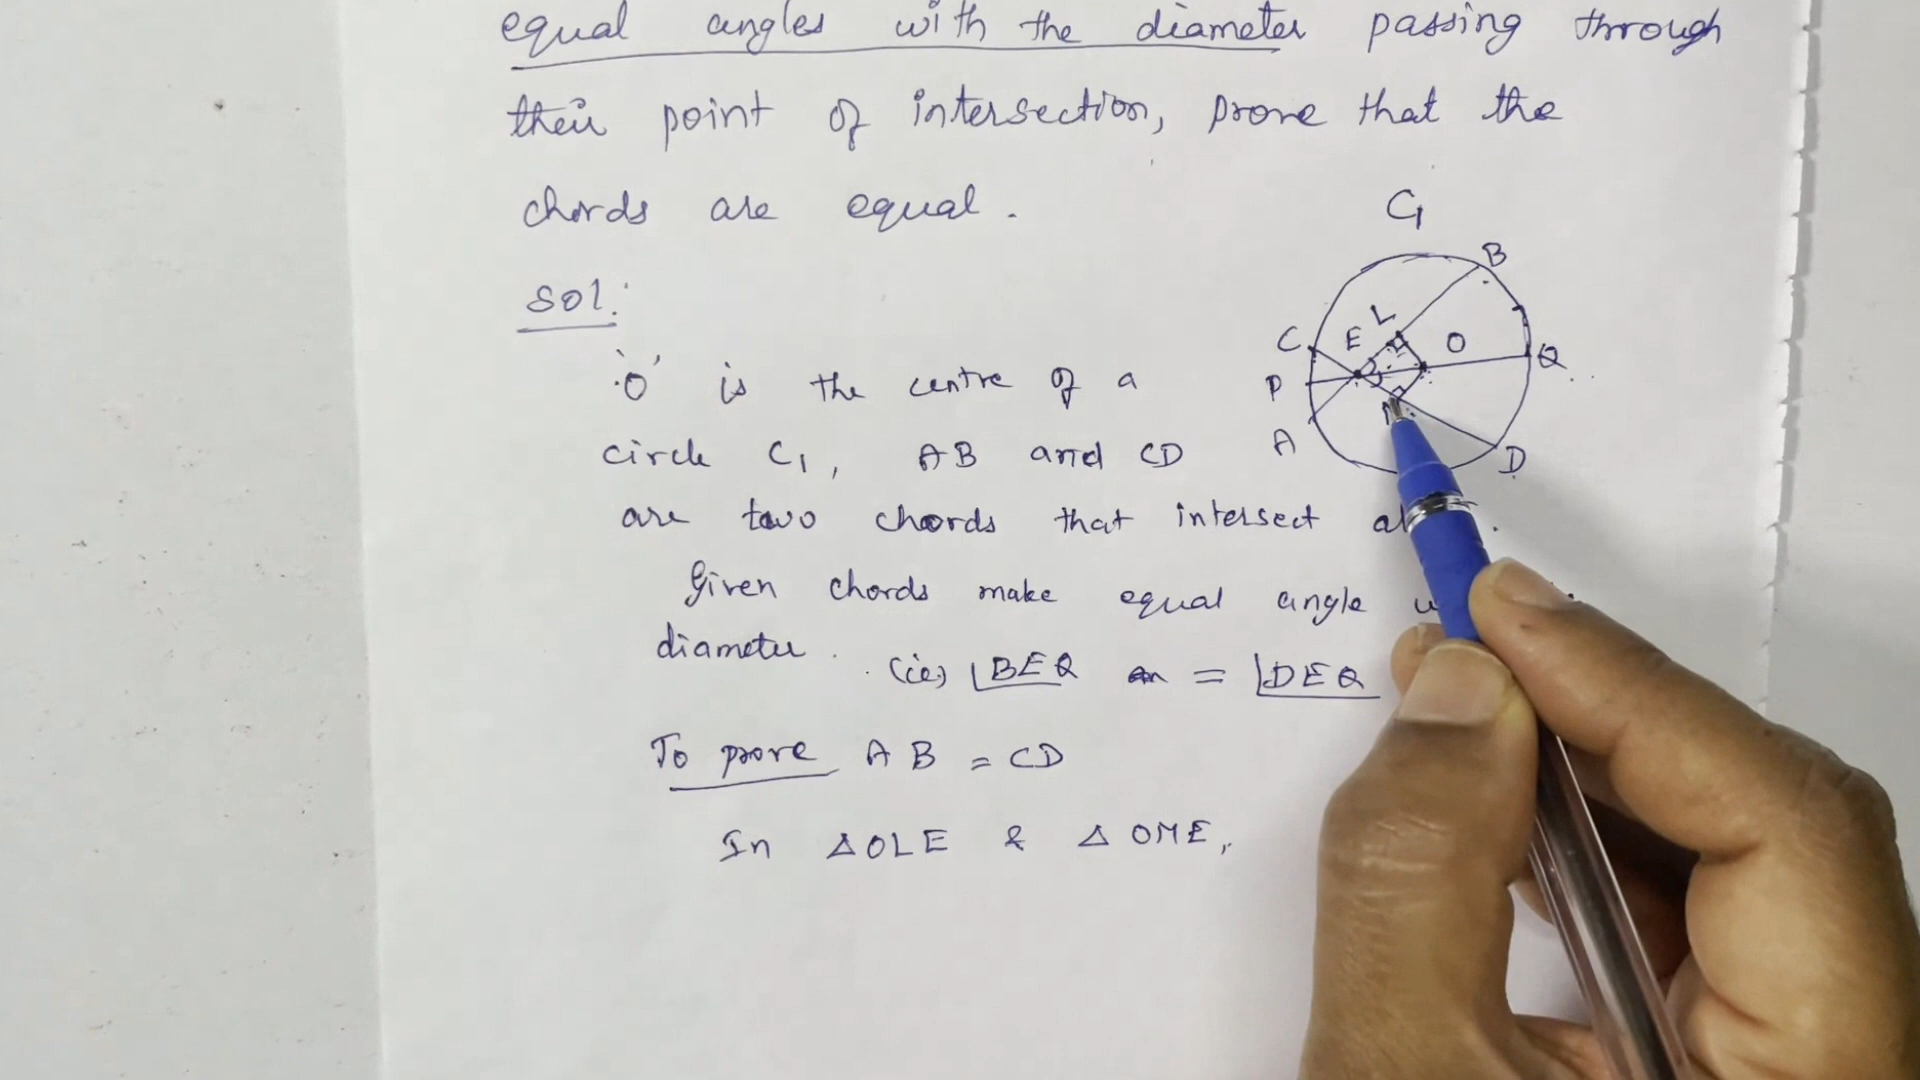 equal angles with the diameter passing through
their point of intersection, prove that the
chords are equal.
Sol:
'O' is the centre of a
circle C1, AB and CD
are two chords that intersect
Given chords make equal angle
diameter. (ie) ∠BEQ = ∠DEQ
To prove AB = CD
In △OLE & △OME,
C1
B
L
E
O
C
P
Q
A
D